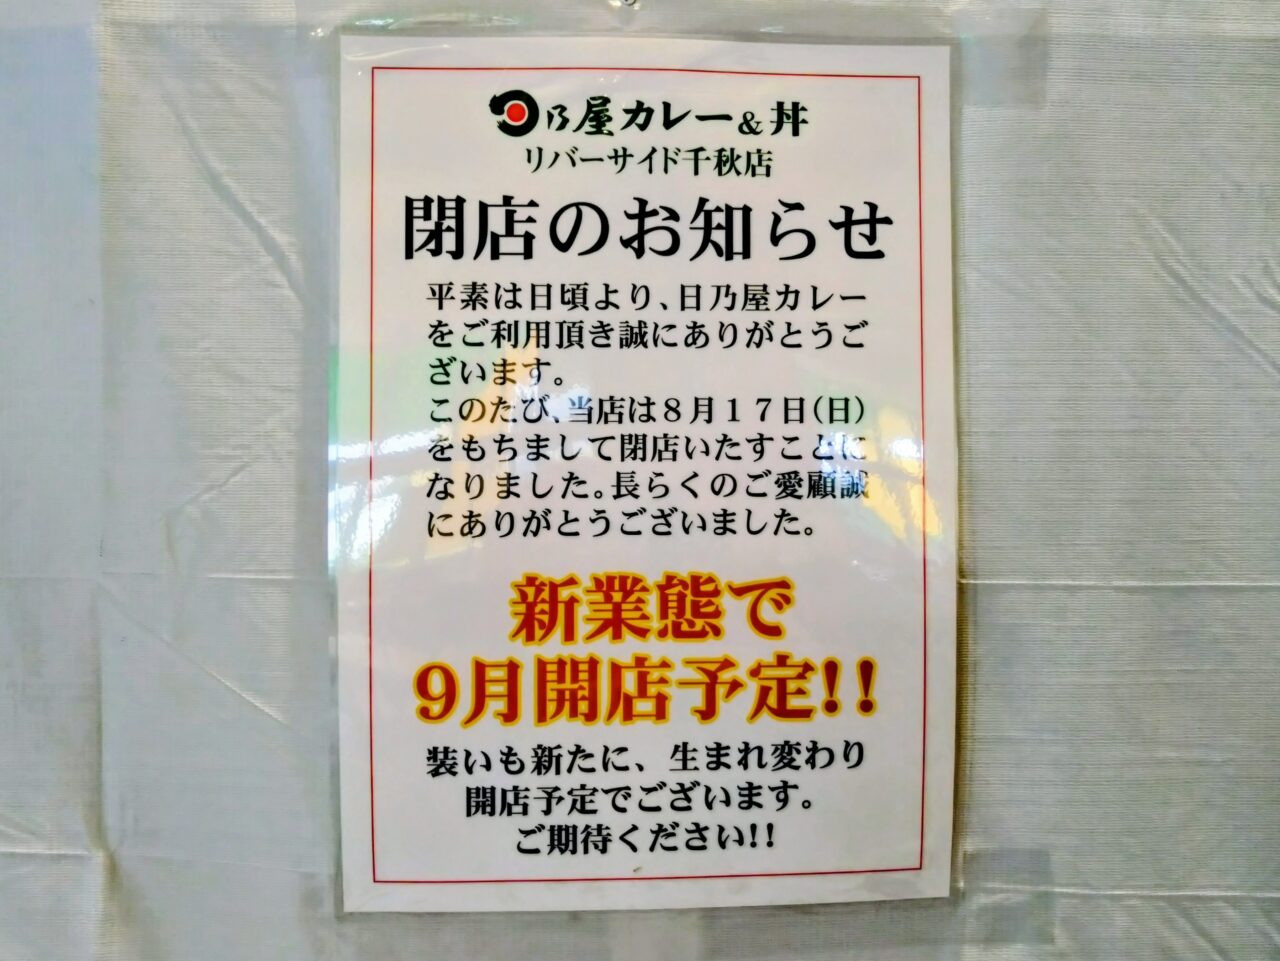 日乃屋カレー&丼
リバーサイド千秋店
閉店のお知らせ
平素は日頃より、日乃屋カレー
をご利用頂き誠にありがとうご
ざいます。
このたび、当店は8月17日(日)
をもちまして閉店いたすことに
なりました。長らくのご愛顧誠
にありがとうございました。
新業態で
9月開店予定!!
装いも新たに、生まれ変わり
開店予定でございます。
ご期待ください!!